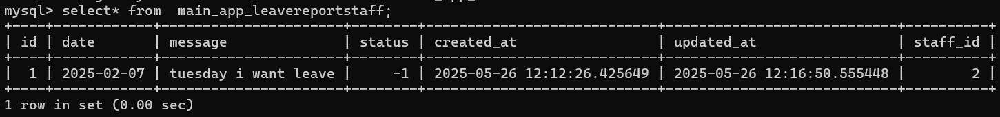 mysql> select* from  main_app_leavereportstaff;
+----+------------+---------------------+--------+----------------------------+----------------------------+----------+
| id | date       | message             | status | created_at                 | updated_at                 | staff_id |
+----+------------+---------------------+--------+----------------------------+----------------------------+----------+
|  1 | 2025-02-07 | tuesday i want leave |     -1 | 2025-05-26 12:12:26.425649 | 2025-05-26 12:16:50.555448 |        2 |
+----+------------+---------------------+--------+----------------------------+----------------------------+----------+
1 row in set (0.00 sec)